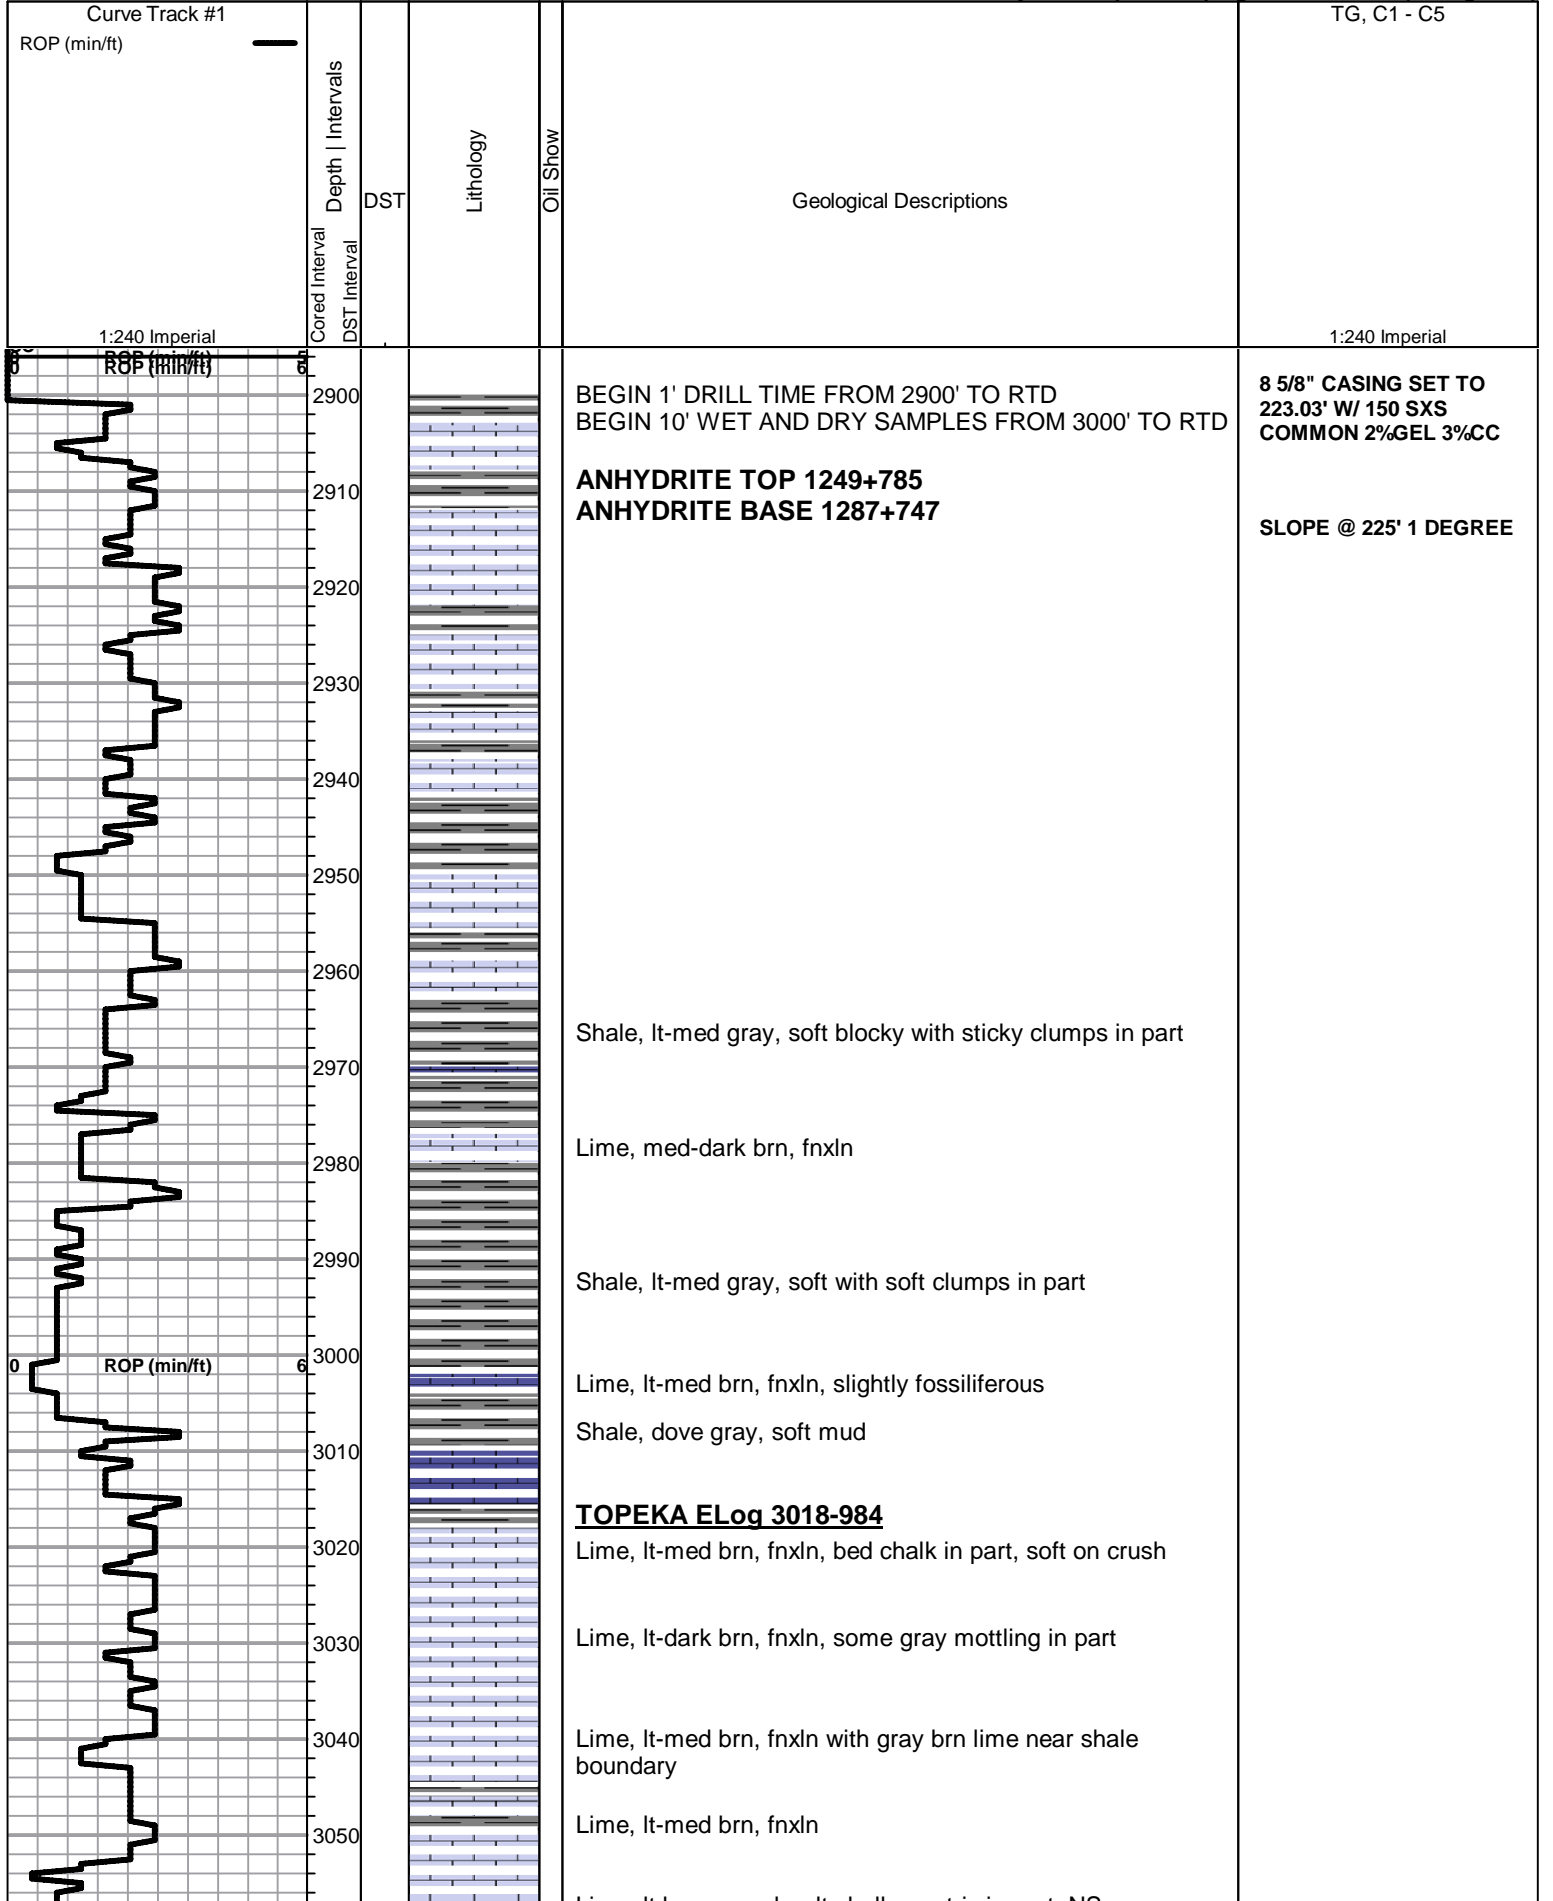 Curve Track #1
ROP (min/ft)
1:240 Imperial
Depth | Intervals
Cored Interval
DST Interval
DST
Lithology
Oil Show
Geological Descriptions
TG, C1 - C5
1:240 Imperial
0 ROP (min/ft) 6
2900
BEGIN 1' DRILL TIME FROM 2900' TO RTD
BEGIN 10' WET AND DRY SAMPLES FROM 3000' TO RTD
8 5/8" CASING SET TO
223.03' W/ 150 SXS
COMMON 2%GEL 3%CC
ANHYDRITE TOP 1249+785
2910
ANHYDRITE BASE 1287+747
SLOPE @ 225' 1 DEGREE
2920
2930
2940
2950
2960
Shale, lt-med gray, soft blocky with sticky clumps in part
2970
Lime, med-dark brn, fnxln
2980
2990
Shale, lt-med gray, soft with soft clumps in part
3000
0 ROP (min/ft) 6
Lime, lt-med brn, fnxln, slightly fossiliferous
Shale, dove gray, soft mud
3010
TOPEKA ELog 3018-984
3020
Lime, lt-med brn, fnxln, bed chalk in part, soft on crush
3030
Lime, lt-dark brn, fnxln, some gray mottling in part
3040
Lime, lt-med brn, fnxln with gray brn lime near shale
boundary
Lime, lt-med brn, fnxln
3050